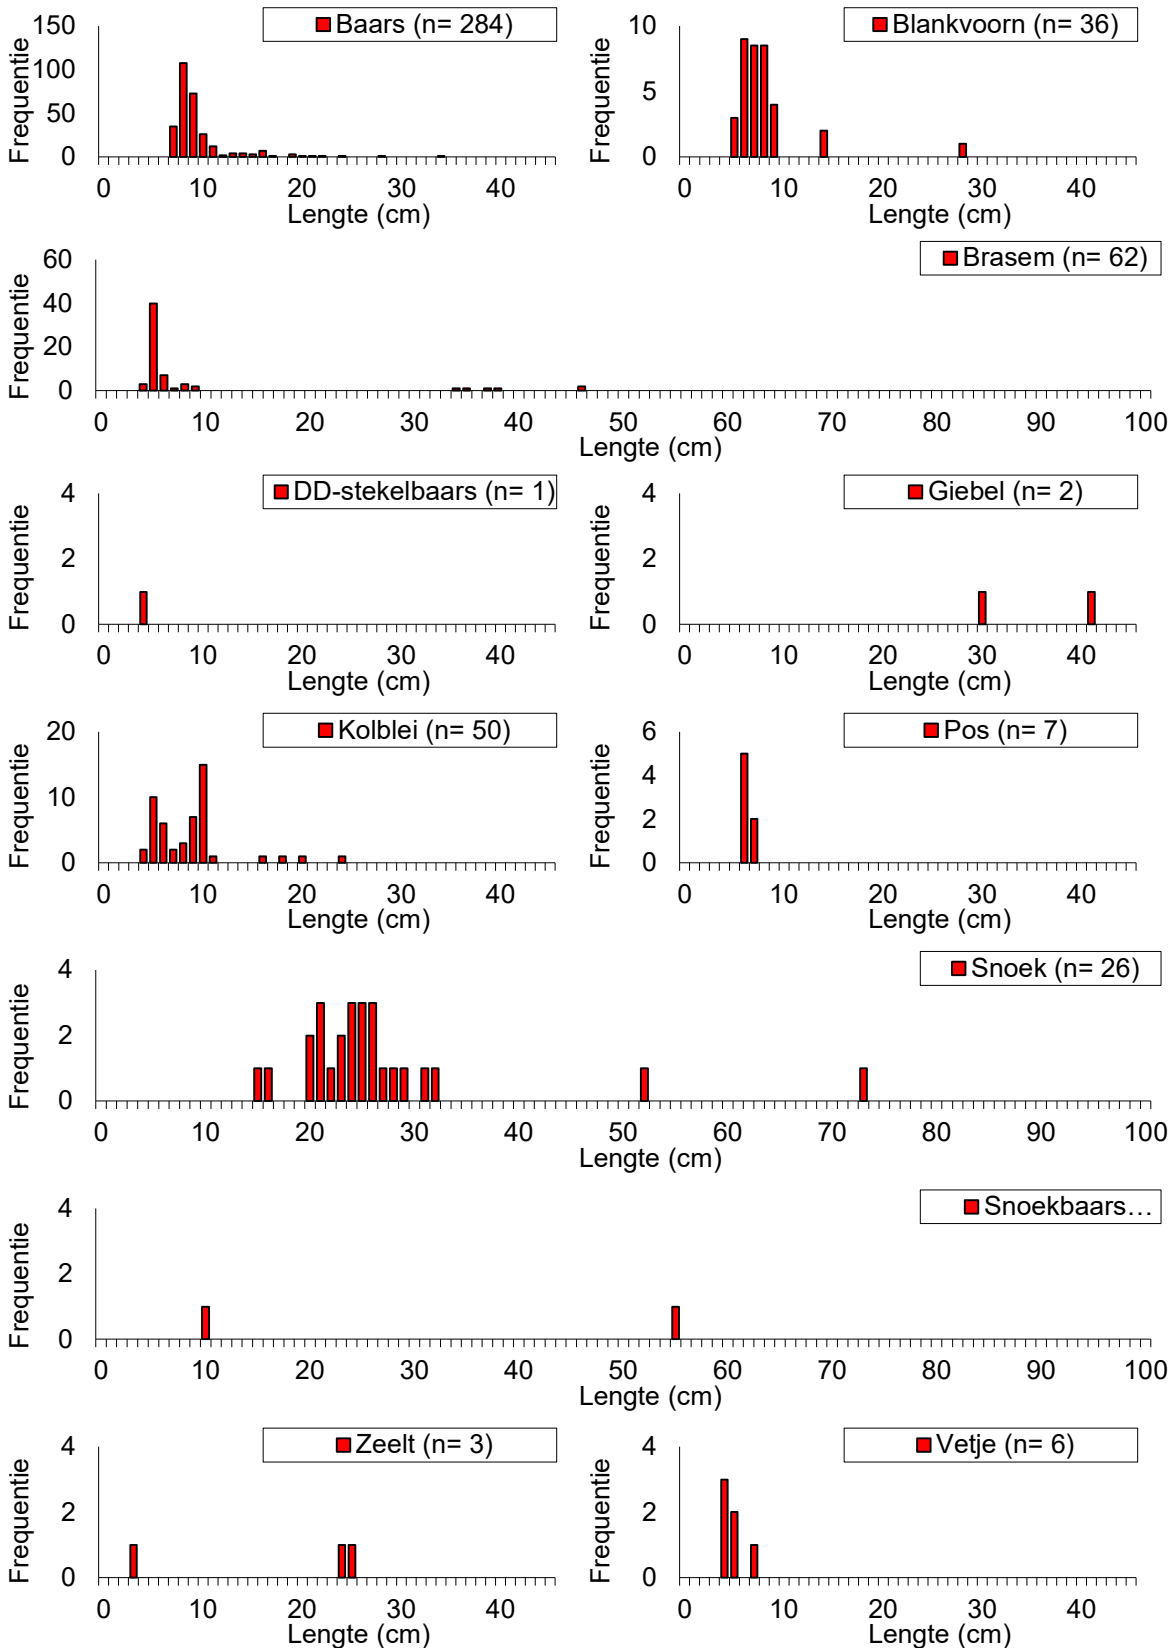 Baars (n= 284)
Frequentie
150
100
50
0
0 10 20 30 40
Lengte (cm)
Blankvoorn (n= 36)
Frequentie
10
5
0
0 10 20 30 40
Lengte (cm)
Brasem (n= 62)
Frequentie
60
40
20
0
0 10 20 30 40 50 60 70 80 90 100
Lengte (cm)
DD-stekelbaars (n= 1)
Frequentie
4
2
0
0 10 20 30 40
Lengte (cm)
Giebel (n= 2)
Frequentie
4
2
0
0 10 20 30 40
Lengte (cm)
Kolblei (n= 50)
Frequentie
20
10
0
0 10 20 30 40
Lengte (cm)
Pos (n= 7)
Frequentie
6
4
2
0
0 10 20 30 40
Lengte (cm)
Snoek (n= 26)
Frequentie
4
2
0
0 10 20 30 40 50 60 70 80 90 100
Lengte (cm)
Snoekbaars…
Frequentie
4
2
0
0 10 20 30 40 50 60 70 80 90 100
Lengte (cm)
Zeelt (n= 3)
Frequentie
4
2
0
0 10 20 30 40
Lengte (cm)
Vetje (n= 6)
Frequentie
4
2
0
0 10 20 30 40
Lengte (cm)